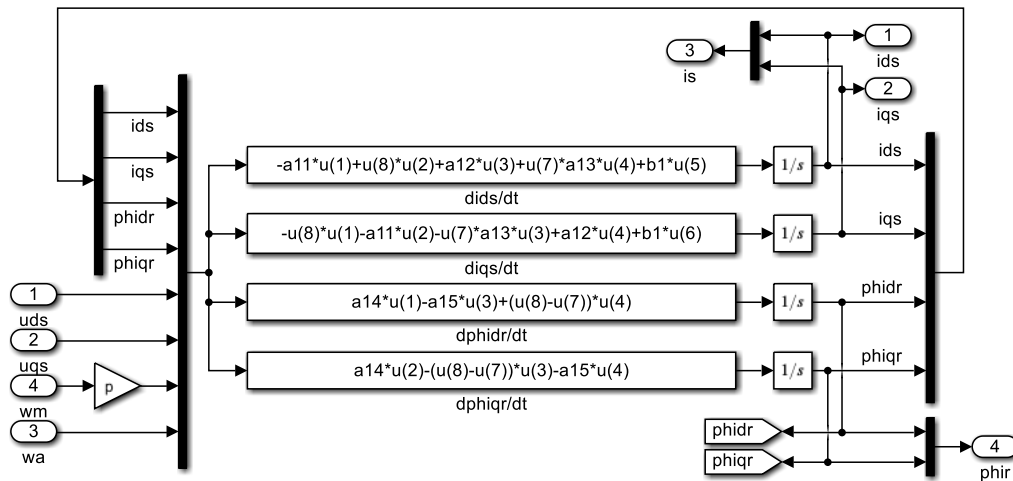 3
is
1
ids
2
iqs
ids
iqs
phidr
phiqr
1
uds
2
uqs
4
wm
p
3
wa
-a11*u(1)+u(8)*u(2)+a12*u(3)+u(7)*a13*u(4)+b1*u(5)
dids/dt
1/s
ids
-u(8)*u(1)-a11*u(2)-u(7)*a13*u(3)+a12*u(4)+b1*u(6)
diqs/dt
1/s
iqs
a14*u(1)-a15*u(3)+(u(8)-u(7))*u(4)
dphidr/dt
1/s
phidr
a14*u(2)-(u(8)-u(7))*u(3)-a15*u(4)
dphiqr/dt
1/s
phiqr
phidr
phiqr
4
phir